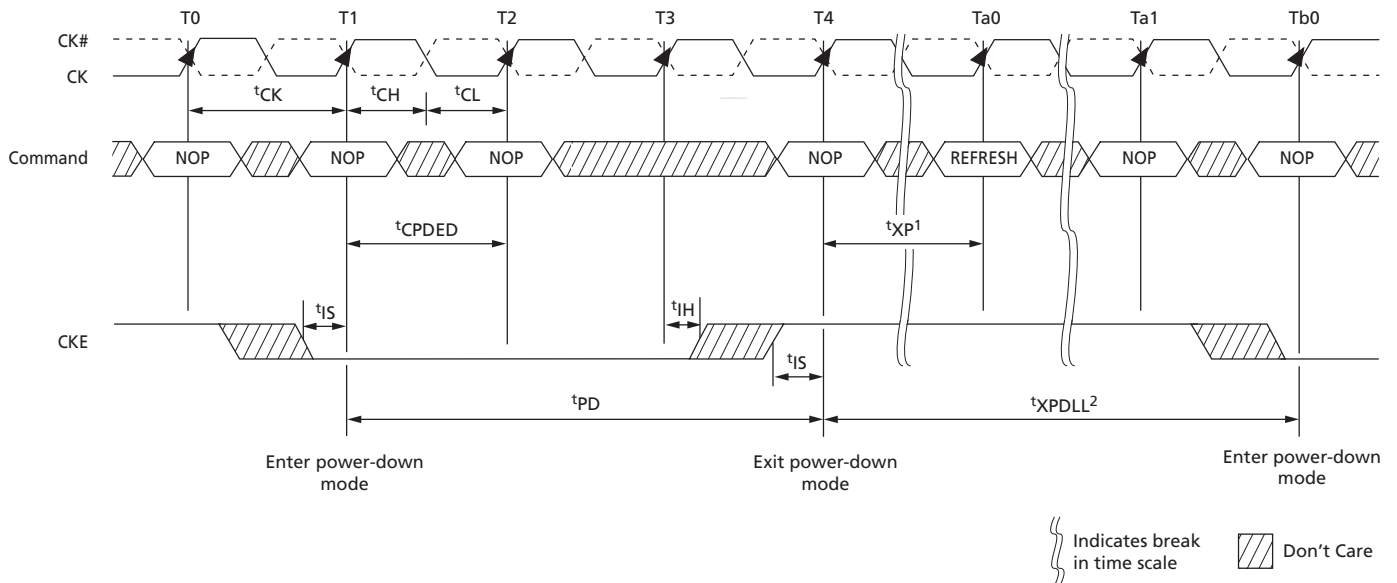 T0 T1 T2 T3 T4 Ta0 Ta1 Tb0
CK#
CK
tCK tCH tCL
Command NOP NOP NOP NOP REFRESH NOP NOP
tCPDED tXP1
tIS tIH
CKE
tIS
tPD tXPDLL2
Enter power-down
mode
Exit power-down
mode
Enter power-down
mode
Indicates break
in time scale
Don't Care